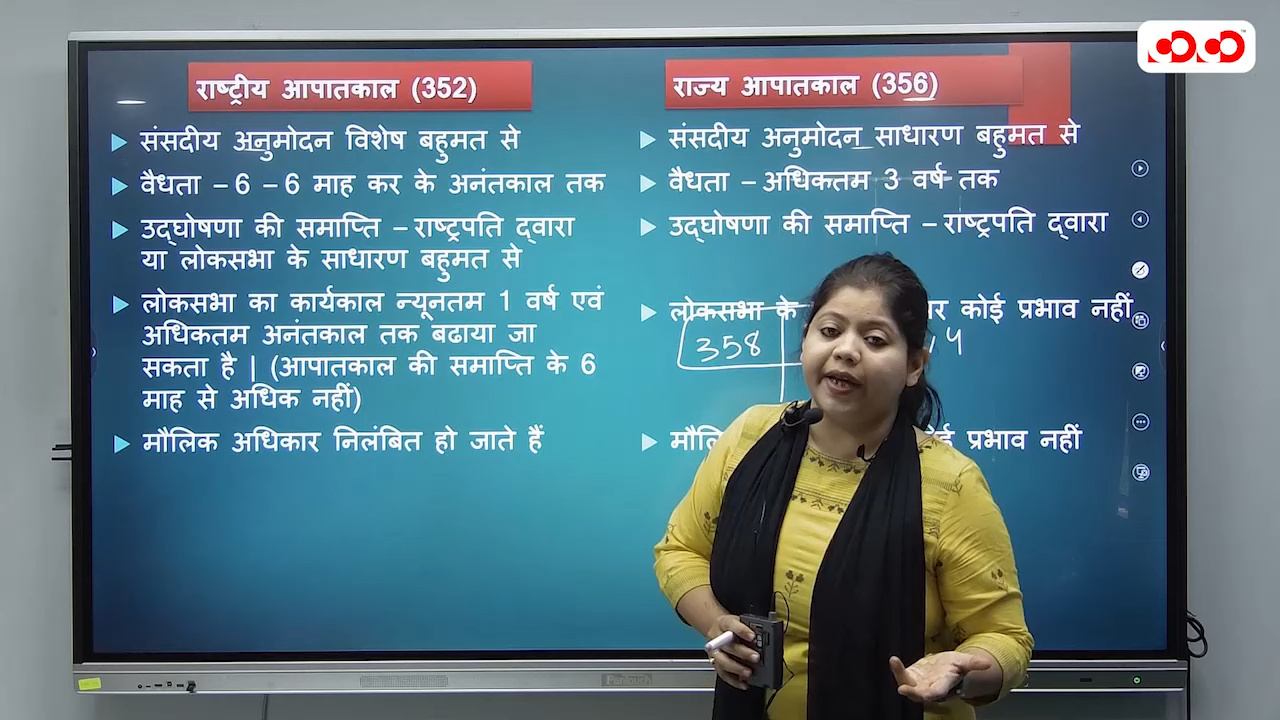 राष्ट्रीय आपातकाल (352)
संसदीय अनुमोदन विशेष बहुमत से
वैधता – 6 – 6 माह कर के अनंतकाल तक
उद्घोषणा की समाप्ति – राष्ट्रपति द्वारा
या लोकसभा के साधारण बहुमत से
लोकसभा का कार्यकाल न्यूनतम 1 वर्ष एवं
अधिकतम अनंतकाल तक बढाया जा
सकता है | (आपातकाल की समाप्ति के 6
माह से अधिक नहीं)
मौलिक अधिकार निलंबित हो जाते हैं
राज्य आपातकाल (356)
संसदीय अनुमोदन साधारण बहुमत से
वैधता – अधिकतम 3 वर्ष तक
उद्घोषणा की समाप्ति – राष्ट्रपति द्वारा
लोकसभा के कोई प्रभाव नहीं
358
प्रभाव नहीं